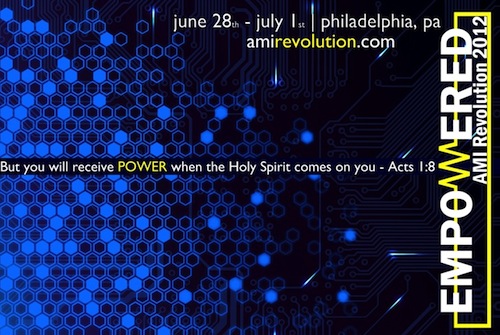 june 28th - july 1st | philadelphia, pa
amirevolution.com
But you will receive POWER when the Holy Spirit comes on you - Acts 1:8
EMPOWERED
AMI Revolution 2012